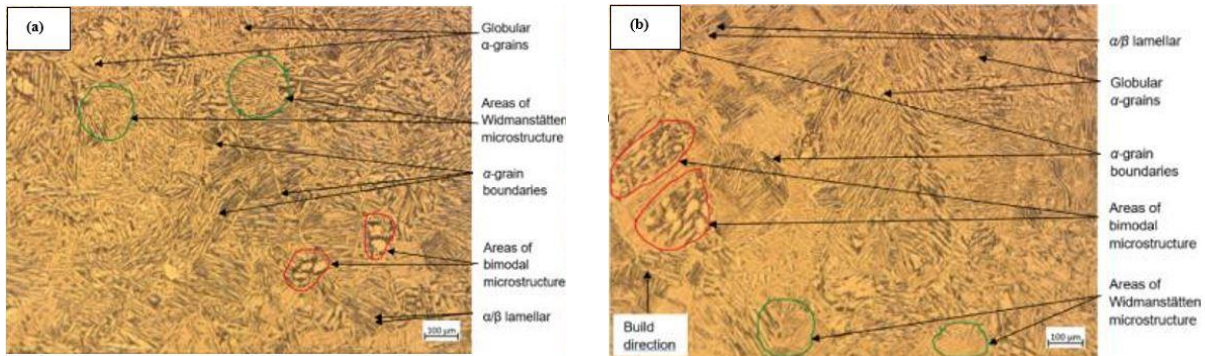 (a)
Globular
α-grains
Areas of
Widmanstätten
microstructure
α-grain
boundaries
Areas of
bimodal
microstructure
α/β lamellar
100 µm
(b)
α/β lamellar
Globular
α-grains
α-grain
boundaries
Areas of
bimodal
microstructure
Areas of
Widmanstätten
microstructure
Build
direction
100 µm